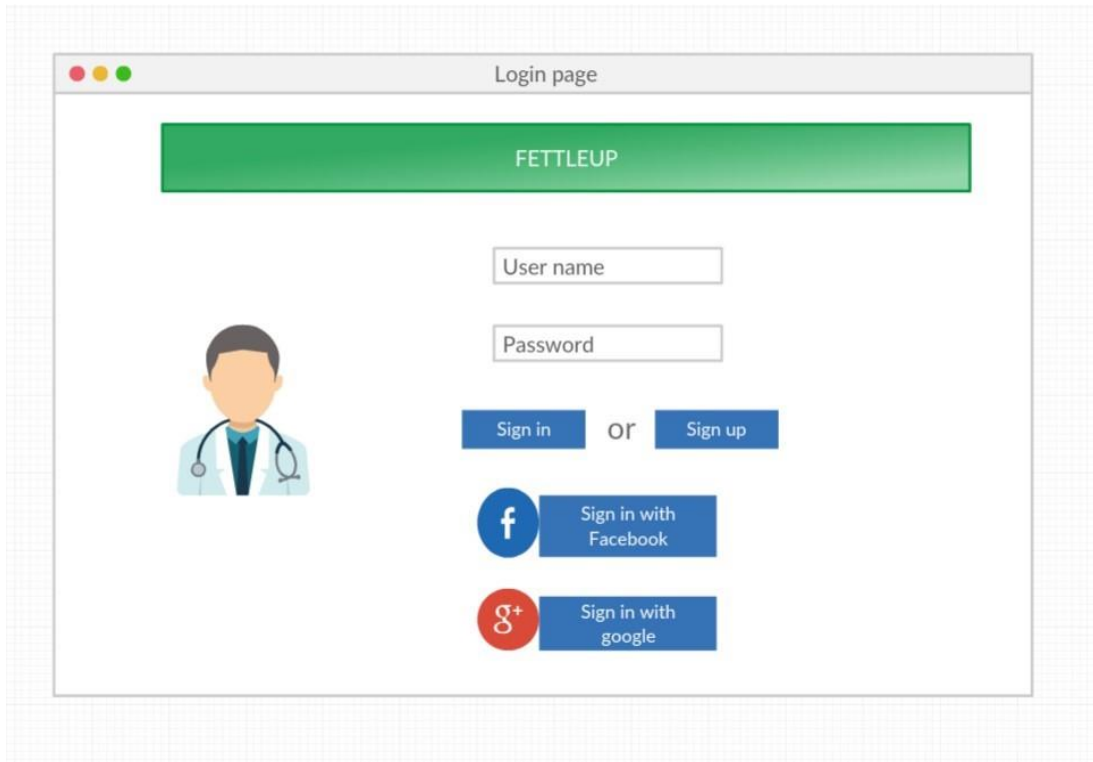 Login page
FETTLEUP
User name
Password
Sign in or Sign up
f
Sign in with
Facebook
g+
Sign in with
google